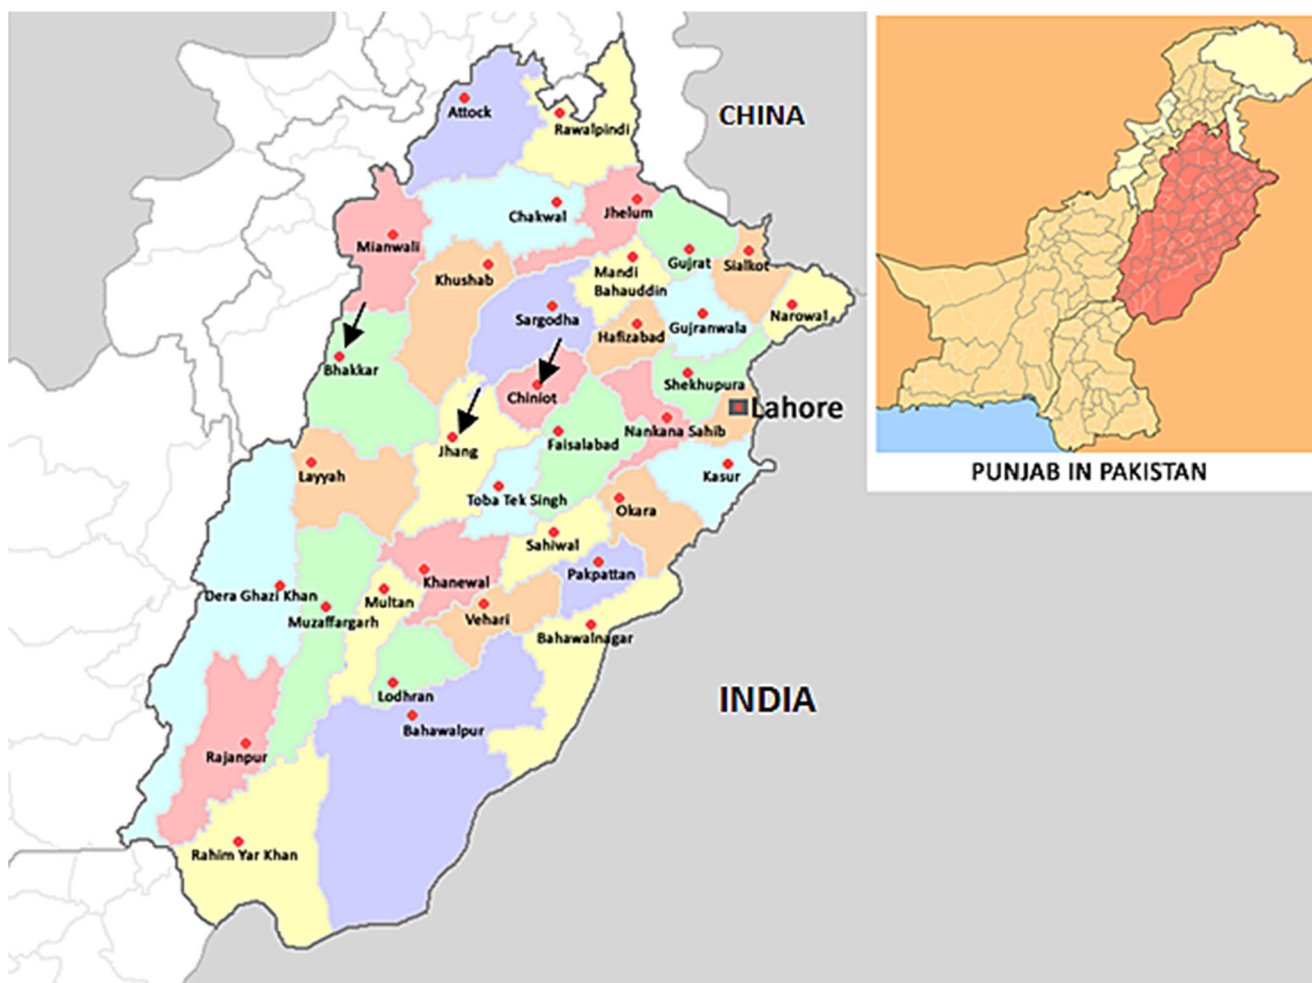 Attock
CHINA
Rawalpindi
Chakwal
Jhelum
Mianwali
Khushab
Mandi
Bahauddin
Gujrat
Sialkot
Sargodha
Hafizabad
Gujranwala
Narowal
Bhakkar
Chiniot
Shekhupura
Lahore
Jhang
Faisalabad
Nankana Sahib
Layyah
Toba Tek Singh
Okara
Kasur
PUNJAB IN PAKISTAN
Sahiwal
Pakpattan
Khanewal
Dera Ghazi Khan
Multan
Muzaffargarh
Vehari
Bahawalnagar
Lodhran
INDIA
Bahawalpur
Rajanpur
Rahim Yar Khan